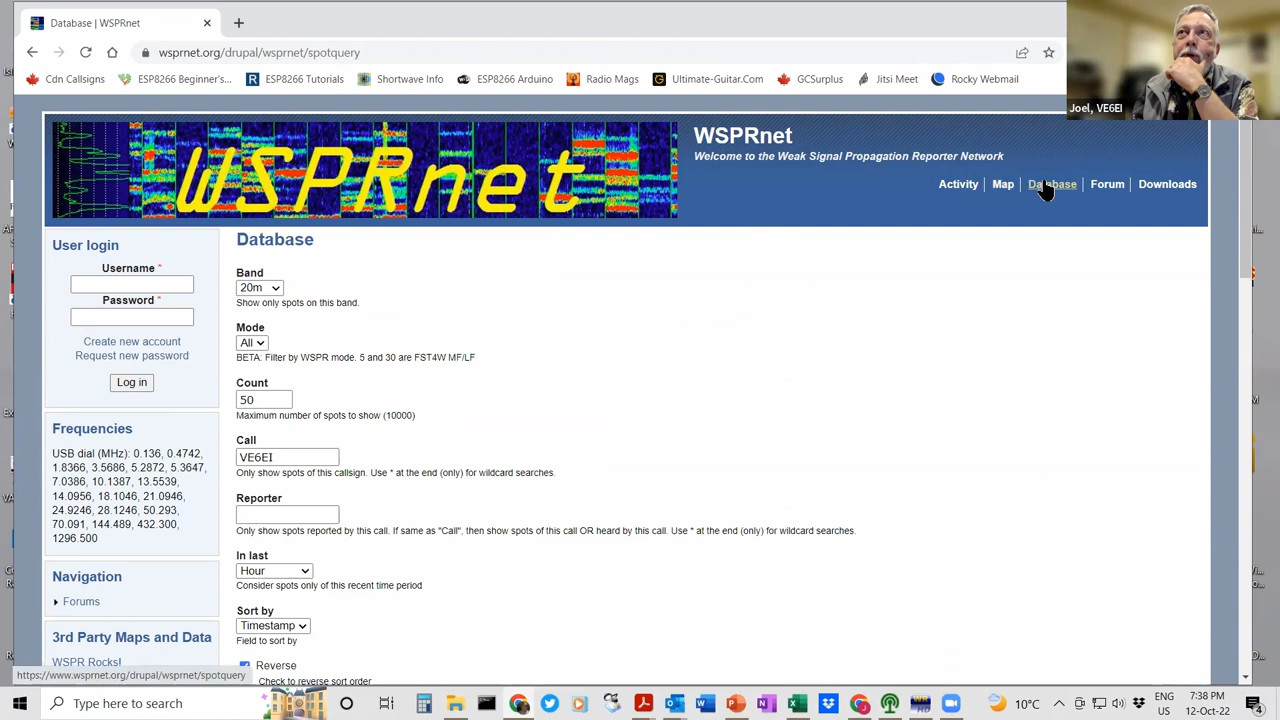 Database | WSPRnet
wsprnet.org/drupal/wsprnet/spotquery
Cdn Callsigns
ESP8266 Beginner's...
ESP8266 Tutorials
Shortwave Info
ESP8266 Arduino
Radio Mags
Ultimate-Guitar.Com
GCSurplus
Jitsi Meet
Rocky Webmail
Joel, VE6EI
WSPRnet
WSPRnet
Welcome to the Weak Signal Propagation Reporter Network
Activity | Map | Database | Forum | Downloads
User login
Username *
Password *
Create new account
Request new password
Log in
Frequencies
USB dial (MHz): 0.136, 0.4742,
1.8366, 3.5686, 5.2872, 5.3647,
7.0386, 10.1387, 13.5539,
14.0956, 18.1046, 21.0946,
24.9246, 28.1246, 50.293,
70.091, 144.489, 432.300,
1296.500
Navigation
Forums
3rd Party Maps and Data
WSPR Rocks!
https://www.wsprnet.org/drupal/wsprnet/spotquery
Database
Band
20m
Show only spots on this band.
Mode
All
BETA: Filter by WSPR mode. 5 and 30 are FST4W MF/LF
Count
50
Maximum number of spots to show (10000)
Call
VE6EI
Only show spots of this callsign. Use * at the end (only) for wildcard searches.
Reporter
Only show spots reported by this call. If same as "Call", then show spots of this call OR heard by this call. Use * at the end (only) for wildcard searches.
In last
Hour
Consider spots only of this recent time period
Sort by
Timestamp
Field to sort by
Reverse
Check to reverse sort order
Type here to search
10°C
ENG
US
7:38 PM
12-Oct-22
4